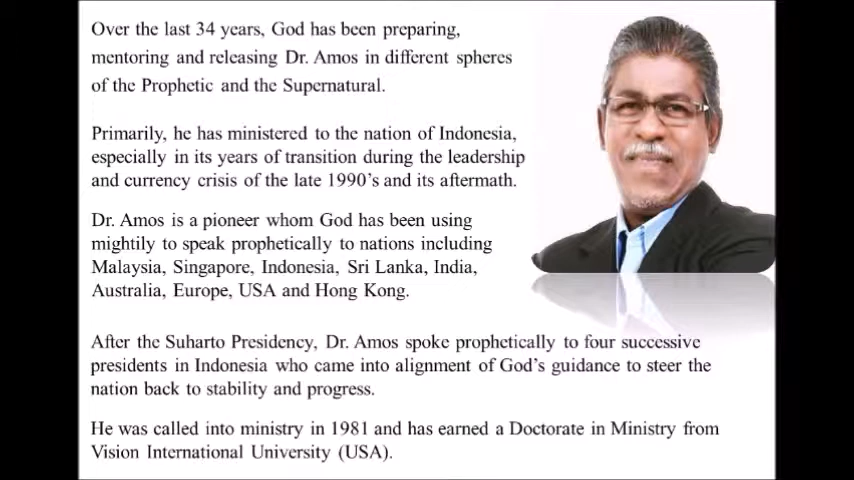 Over the last 34 years, God has been preparing,
mentoring and releasing Dr. Amos in different spheres
of the Prophetic and the Supernatural.
Primarily, he has ministered to the nation of Indonesia,
especially in its years of transition during the leadership
and currency crisis of the late 1990’s and its aftermath.
Dr. Amos is a pioneer whom God has been using
mightily to speak prophetically to nations including
Malaysia, Singapore, Indonesia, Sri Lanka, India,
Australia, Europe, USA and Hong Kong.
After the Suharto Presidency, Dr. Amos spoke prophetically to four successive
presidents in Indonesia who came into alignment of God’s guidance to steer the
nation back to stability and progress.
He was called into ministry in 1981 and has earned a Doctorate in Ministry from
Vision International University (USA).